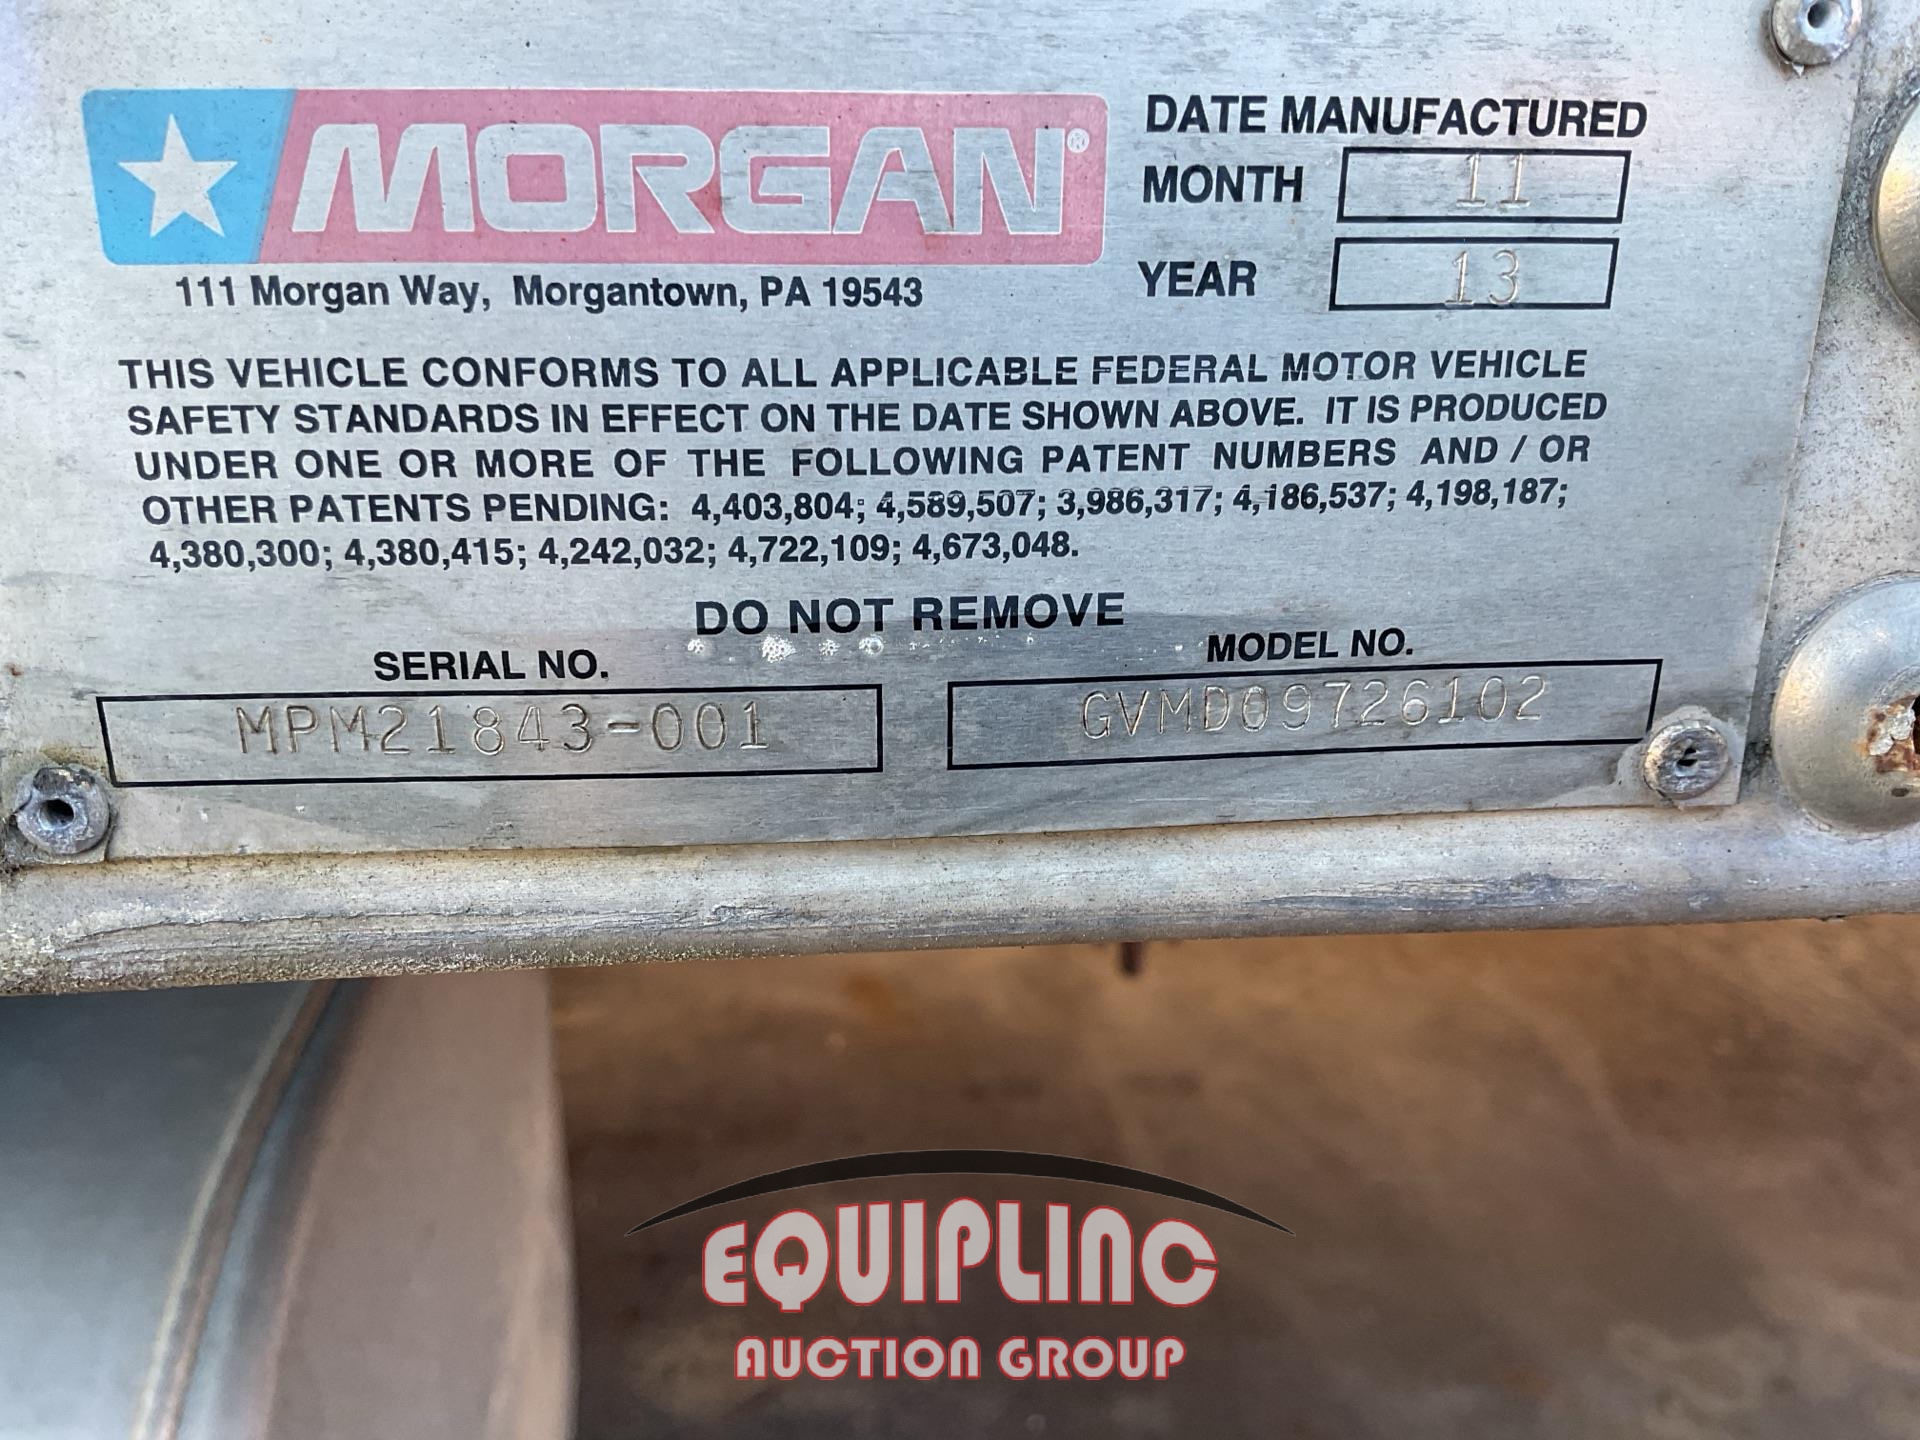 MORGAN®
111 Morgan Way, Morgantown, PA 19543
DATE MANUFACTURED
MONTH 11
YEAR 13
THIS VEHICLE CONFORMS TO ALL APPLICABLE FEDERAL MOTOR VEHICLE
SAFETY STANDARDS IN EFFECT ON THE DATE SHOWN ABOVE. IT IS PRODUCED
UNDER ONE OR MORE OF THE FOLLOWING PATENT NUMBERS AND / OR
OTHER PATENTS PENDING: 4,403,804; 4,589,507; 3,986,317; 4,186,537; 4,198,187;
4,380,300; 4,380,415; 4,242,032; 4,722,109; 4,673,048.
DO NOT REMOVE
SERIAL NO.
MPM21843-001
MODEL NO.
GVMD09726102
EQUIPLINC
AUCTION GROUP